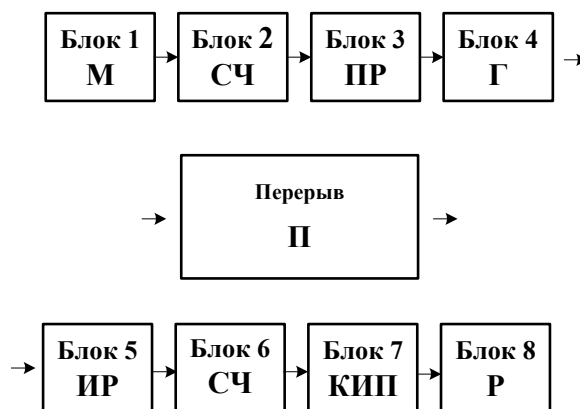 Блок 1 Блок 2 Блок 3 Блок 4
М СЧ ПР Г
Перерыв
П
Блок 5 Блок 6 Блок 7 Блок 8
ИР СЧ КИП Р